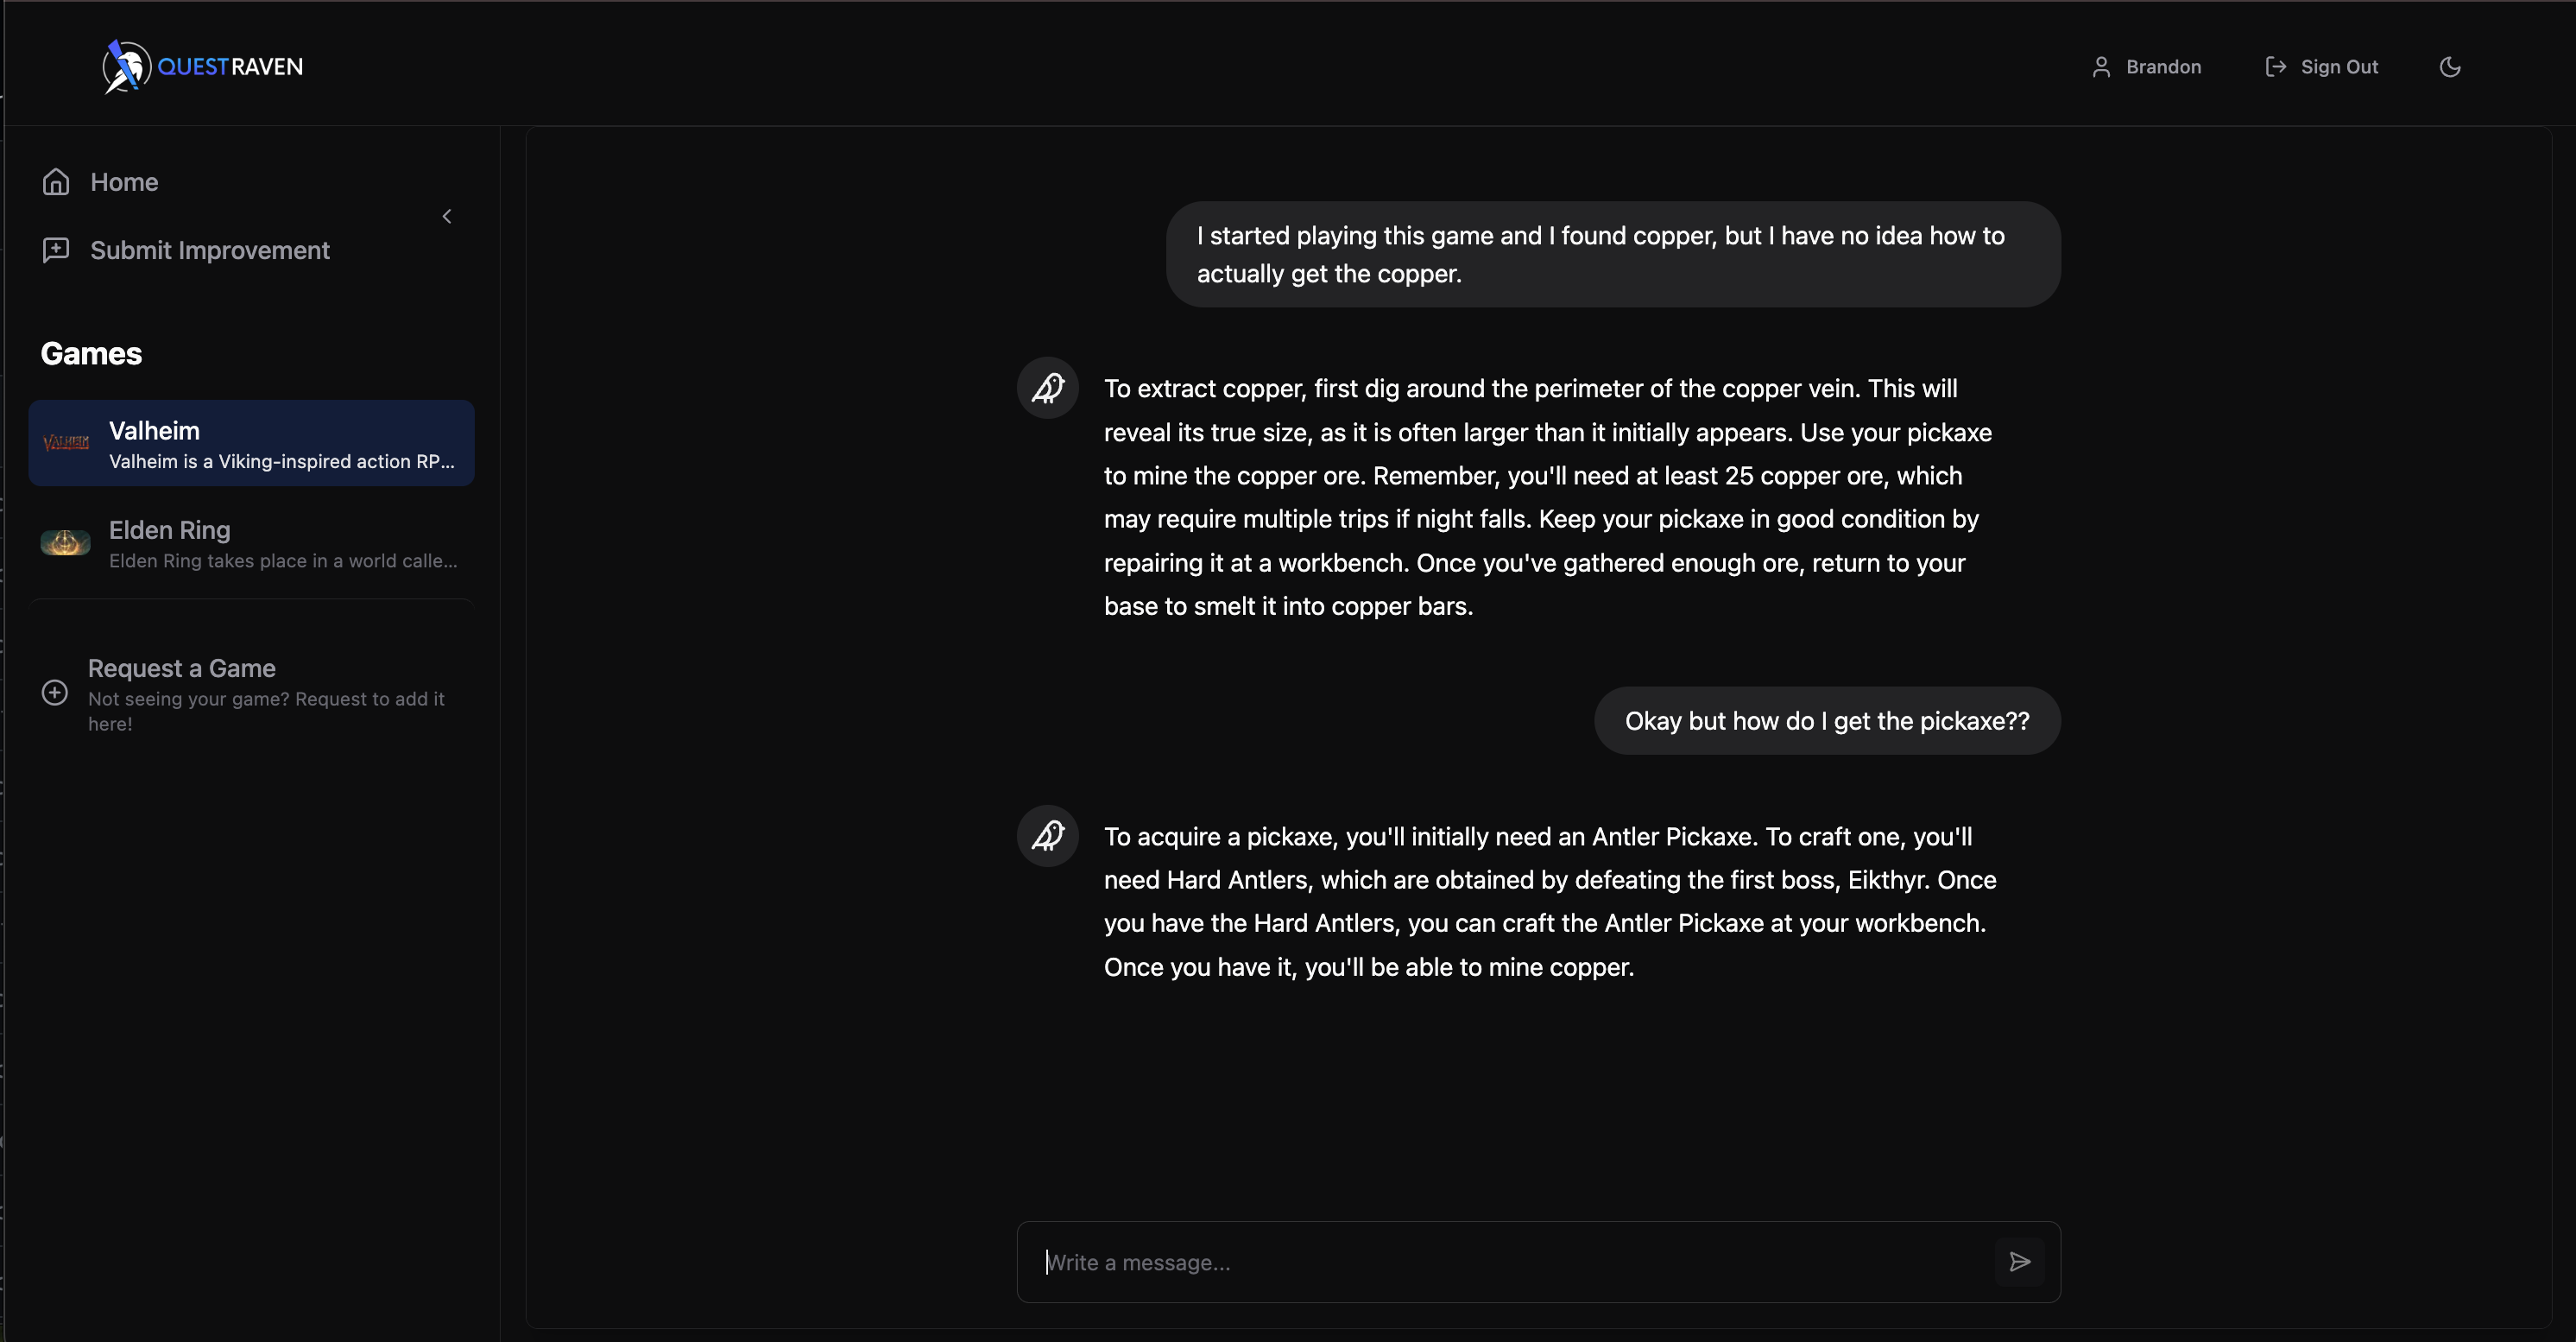 QUESTRAVEN
Brandon
Sign Out
Home
Submit Improvement
Games
VALHEIM
Valheim
Valheim is a Viking-inspired action RP...
Elden Ring
Elden Ring takes place in a world calle...
Request a Game
Not seeing your game? Request to add it
here!
I started playing this game and I found copper, but I have no idea how to
actually get the copper.
To extract copper, first dig around the perimeter of the copper vein. This will
reveal its true size, as it is often larger than it initially appears. Use your pickaxe
to mine the copper ore. Remember, you'll need at least 25 copper ore, which
may require multiple trips if night falls. Keep your pickaxe in good condition by
repairing it at a workbench. Once you've gathered enough ore, return to your
base to smelt it into copper bars.
Okay but how do I get the pickaxe??
To acquire a pickaxe, you'll initially need an Antler Pickaxe. To craft one, you'll
need Hard Antlers, which are obtained by defeating the first boss, Eikthyr. Once
you have the Hard Antlers, you can craft the Antler Pickaxe at your workbench.
Once you have it, you'll be able to mine copper.
Write a message...